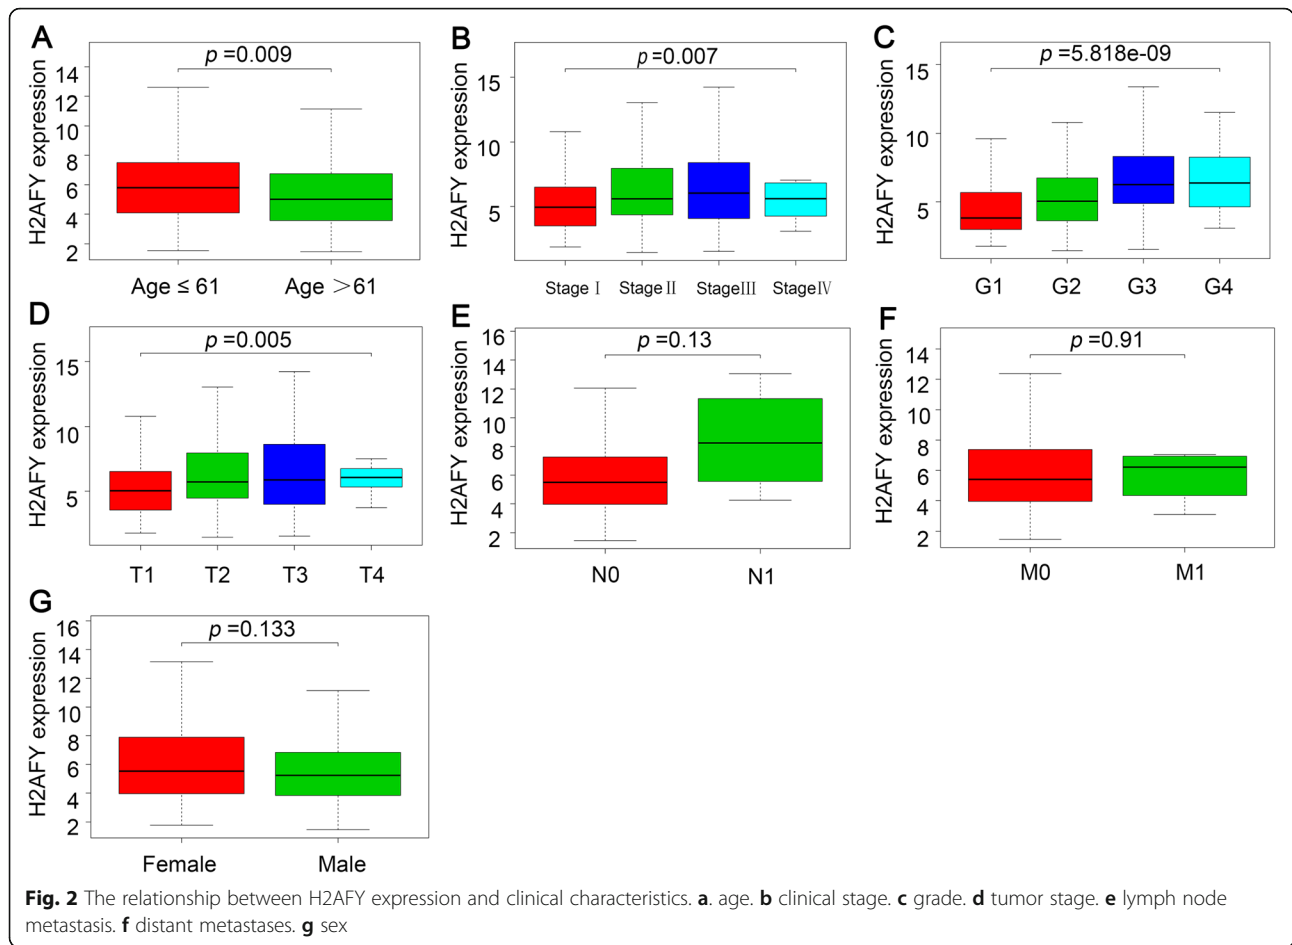 A
p =0.009
H2AFY expression
14
12
10
8
6
4
2
Age ≤ 61
Age >61
B
p =0.007
H2AFY expression
15
10
5
Stage Ⅰ
Stage Ⅱ
StageⅢ
StageⅣ
C
p =5.818e-09
H2AFY expression
15
10
5
G1
G2
G3
G4
D
p =0.005
H2AFY expression
15
10
5
T1
T2
T3
T4
E
p =0.13
H2AFY expression
16
14
12
10
8
6
4
2
N0
N1
F
p =0.91
H2AFY expression
14
12
10
8
6
4
2
M0
M1
G
p =0.133
H2AFY expression
16
14
12
10
8
6
4
2
Female
Male
Fig. 2 The relationship between H2AFY expression and clinical characteristics. a. age. b clinical stage. c grade. d tumor stage. e lymph node
metastasis. f distant metastases. g sex